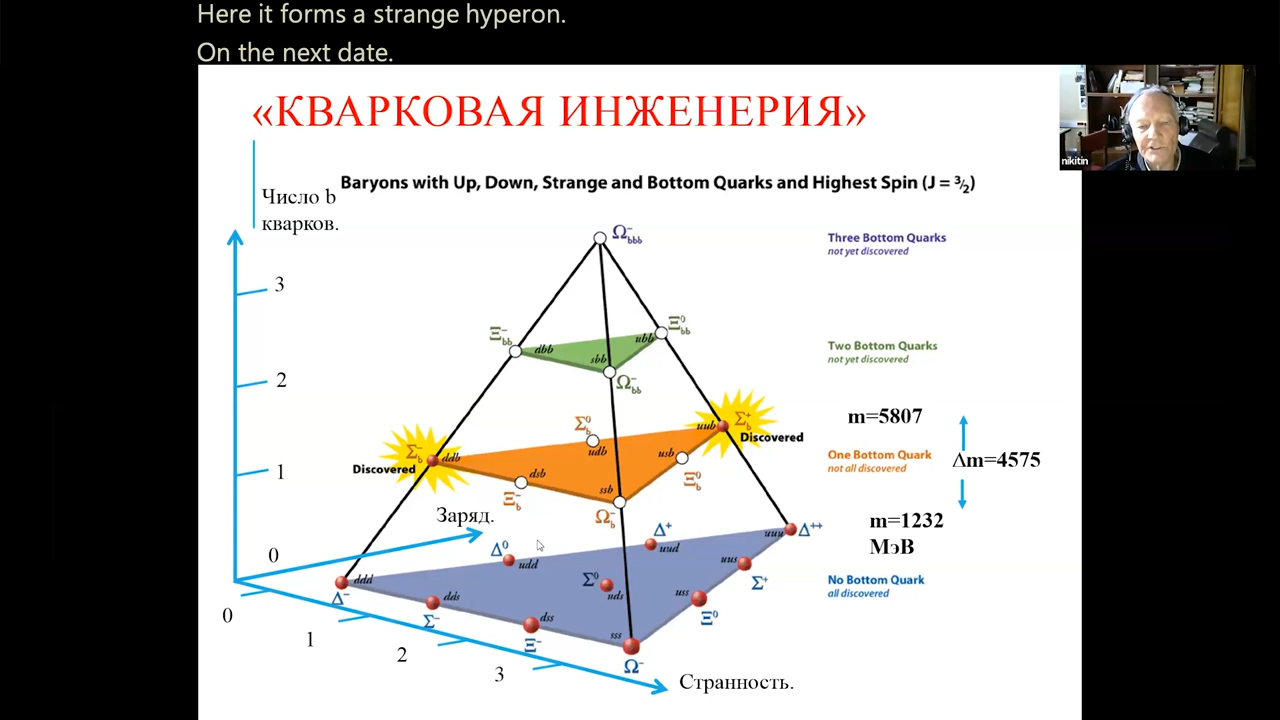 Here it forms a strange hyperon.
On the next date.
«КВАРКОВАЯ ИНЖЕНЕРИЯ»
nikitin
Число b
кварков.
Baryons with Up, Down, Strange and Bottom Quarks and Highest Spin (J = 3/2)
Ω⁻bbb
Three Bottom Quarks
not yet discovered
3
Ξ⁻bb
dbb
sbb
ubb
Ξ⁰bb
Ω⁻bb
Two Bottom Quarks
not yet discovered
2
m=5807
Σ⁻b
ddb
Discovered
Σ⁰b
udb
uub
Σ⁺b
Discovered
dsb
Ξ⁻b
usb
Ξ⁰b
ssb
Ω⁻b
One Bottom Quark
not all discovered
Δm=4575
1
Заряд.
m=1232
МэВ
0
Δ⁰
udd
Δ⁺
uud
uuu
Δ⁺⁺
ddd
Δ⁻
dds
Σ⁻
Σ⁰
uds
uus
Σ⁺
uss
Ξ⁰
dss
Ξ⁻
sss
Ω⁻
No Bottom Quark
all discovered
0
1
2
3
Странность.